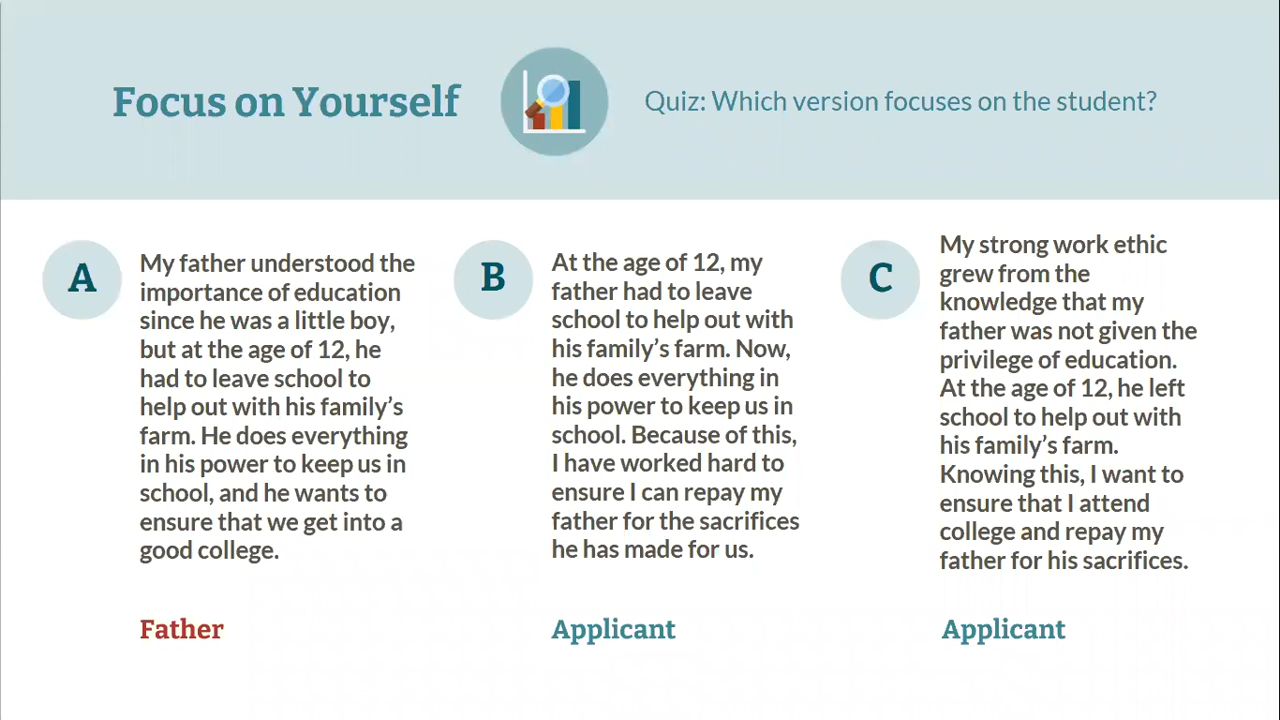 Focus on Yourself
Quiz: Which version focuses on the student?
A
My father understood the
importance of education
since he was a little boy,
but at the age of 12, he
had to leave school to
help out with his family’s
farm. He does everything
in his power to keep us in
school, and he wants to
ensure that we get into a
good college.
Father
B
At the age of 12, my
father had to leave
school to help out with
his family’s farm. Now,
he does everything in
his power to keep us in
school. Because of this,
I have worked hard to
ensure I can repay my
father for the sacrifices
he has made for us.
Applicant
C
My strong work ethic
grew from the
knowledge that my
father was not given the
privilege of education.
At the age of 12, he left
school to help out with
his family’s farm.
Knowing this, I want to
ensure that I attend
college and repay my
father for his sacrifices.
Applicant